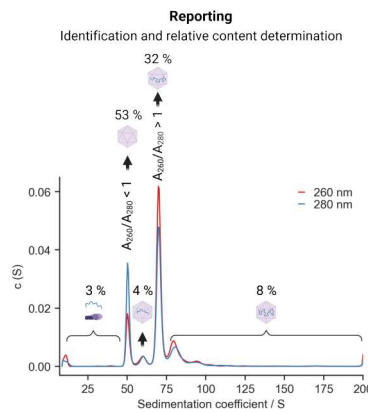 Reporting
Identification and relative content determination
32 %
53 %
A260/A280 < 1
A260/A280 > 1
260 nm
280 nm
3 %
4 %
8 %
c (S)
0.06
0.04
0.02
0.00
25 50 75 100 125 150 175 200
Sedimentation coefficient / S